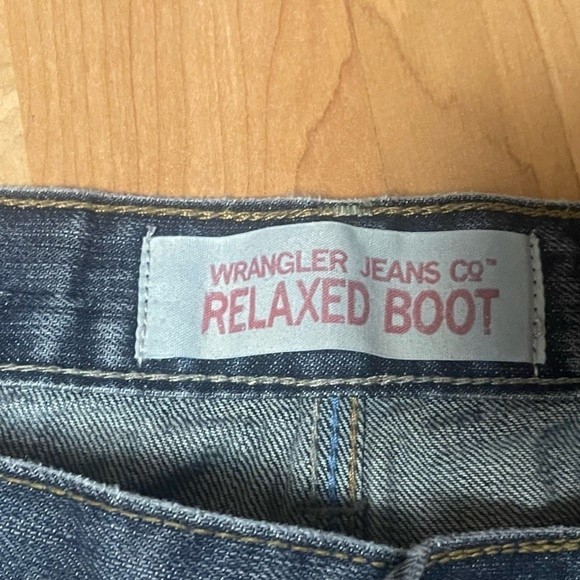 WRANGLER JEANS CO™
RELAXED BOOT